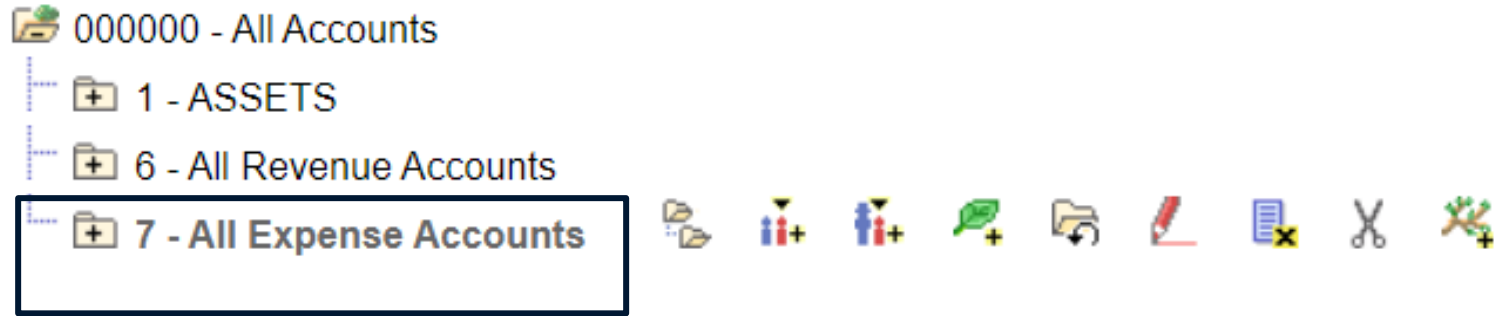 000000 - All Accounts
1 - ASSETS
6 - All Revenue Accounts
7 - All Expense Accounts